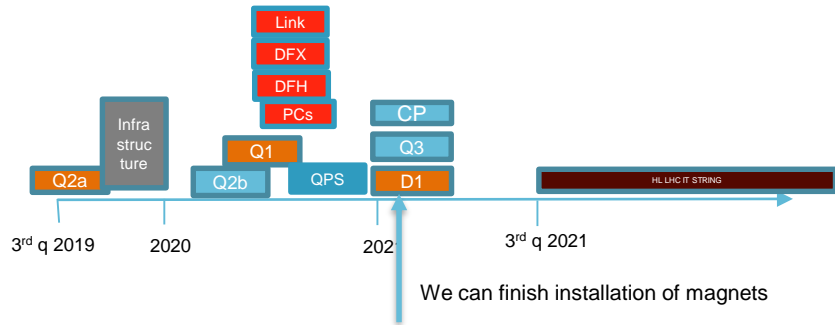 Link
DFX
DFH
PCs
CP
Infra
struc
ture
Q1
Q3
Q2a
Q2b
QPS
D1
HL LHC IT STRING
3rd q 2019
2020
2021
3rd q 2021
We can finish installation of magnets